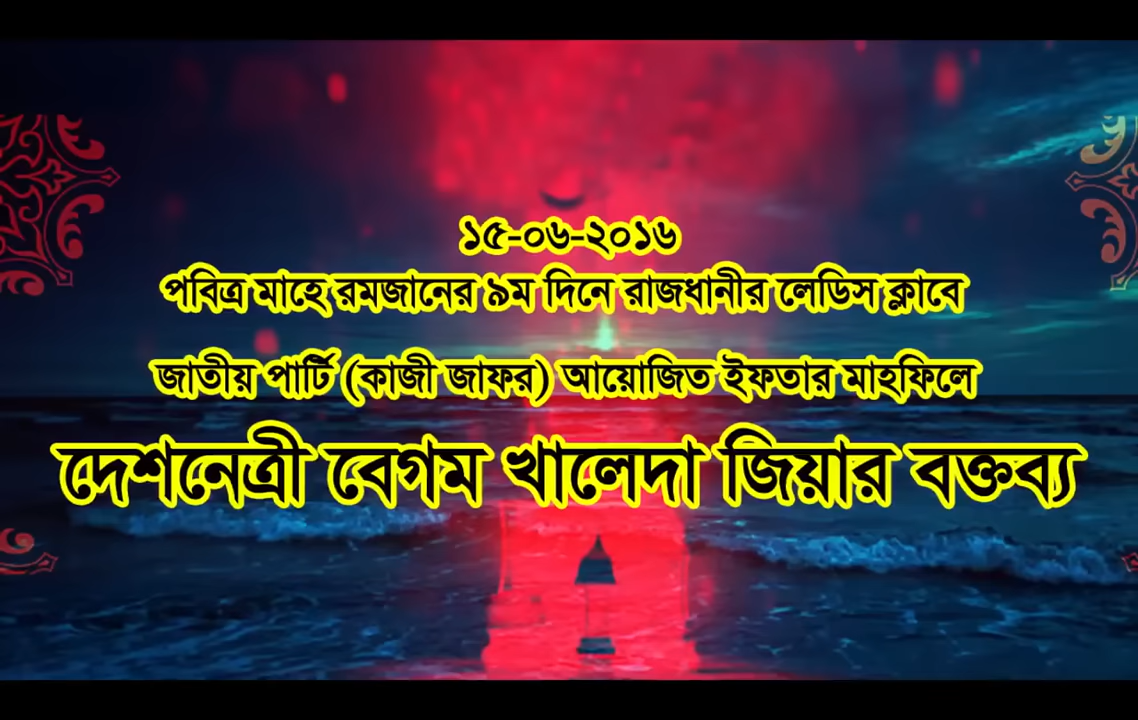 ১৫-০৬-২০১৬
পবিত্র মাহে রমজানের ৯ম দিনে রাজধানীর লেডিস ক্লাবে
জাতীয় পার্টি (কাজী জাফর) আয়োজিত ইফতার মাহফিলে
দেশনেত্রী বেগম খালেদা জিয়ার বক্তব্য